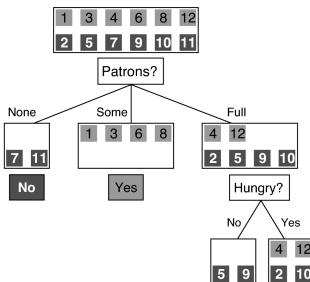 1 3 4 6 8 12
2 5 7 9 10 11
Patrons?
None Some Full
1 3 6 8 4 12
7 11 2 5 9 10
No Yes Hungry?
No Yes
4 12
5 9 2 10